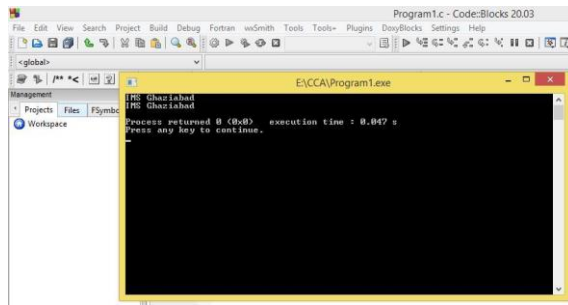 Program1.c - Code::Blocks 20.03
File Edit View Search Project Build Debug Fortran wxSmith Tools Tools+ Plugins DoxyBlocks Settings Help
<global>
/** *<
E:\CCA\Program1.exe
Management
Projects Files FSymbo
Workspace
IMS Ghaziabad
IMS Ghaziabad
Process returned 0 (0x0) execution time : 0.047 s
Press any key to continue.